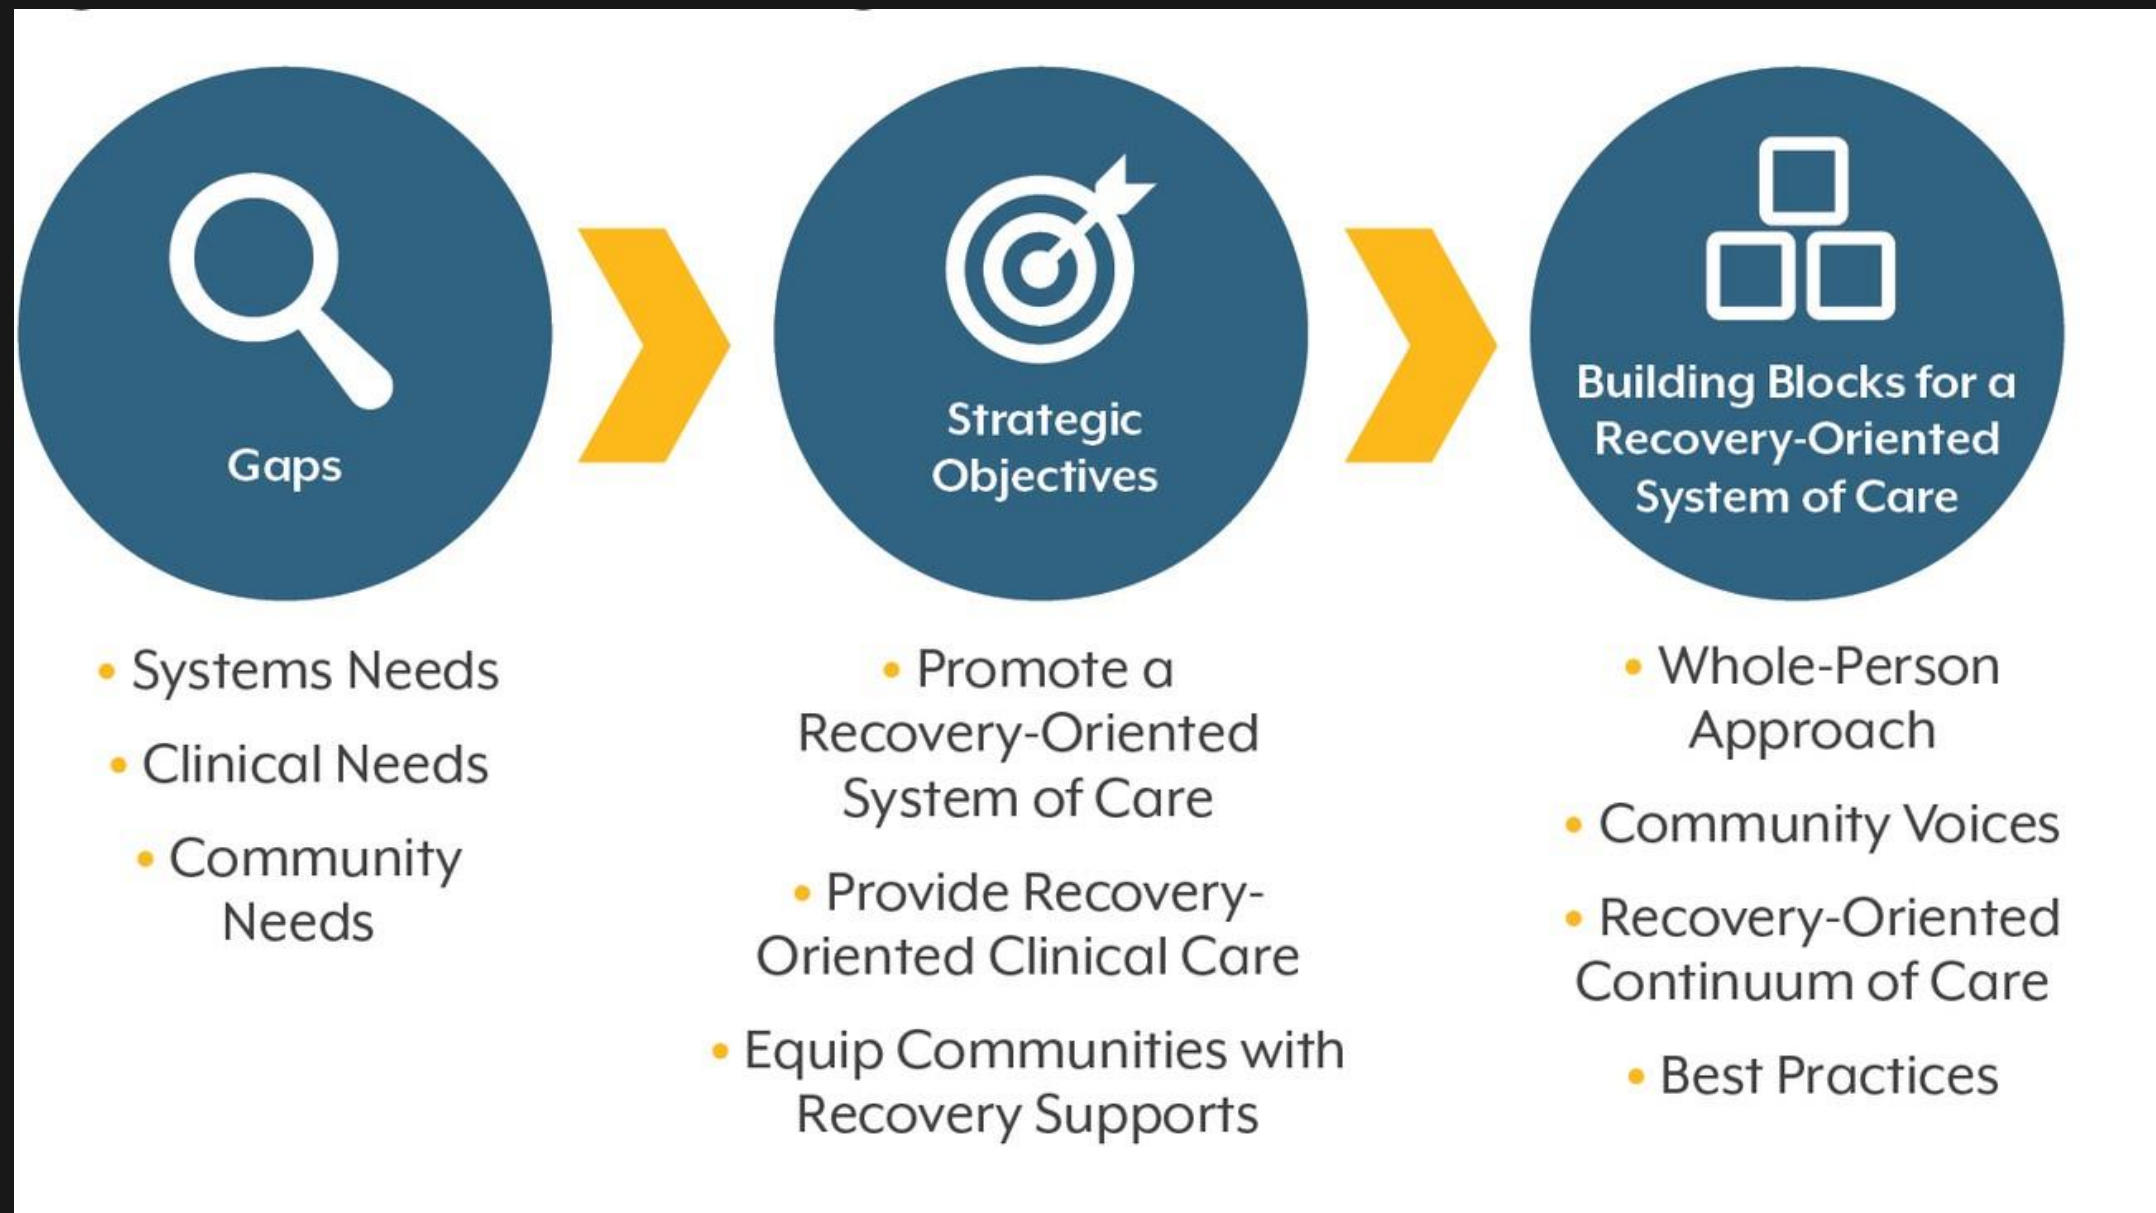 Gaps
• Systems Needs
• Clinical Needs
• Community
Needs
Strategic
Objectives
• Promote a
Recovery-Oriented
System of Care
• Provide Recovery-
Oriented Clinical Care
• Equip Communities with
Recovery Supports
Building Blocks for a
Recovery-Oriented
System of Care
• Whole-Person
Approach
• Community Voices
• Recovery-Oriented
Continuum of Care
• Best Practices